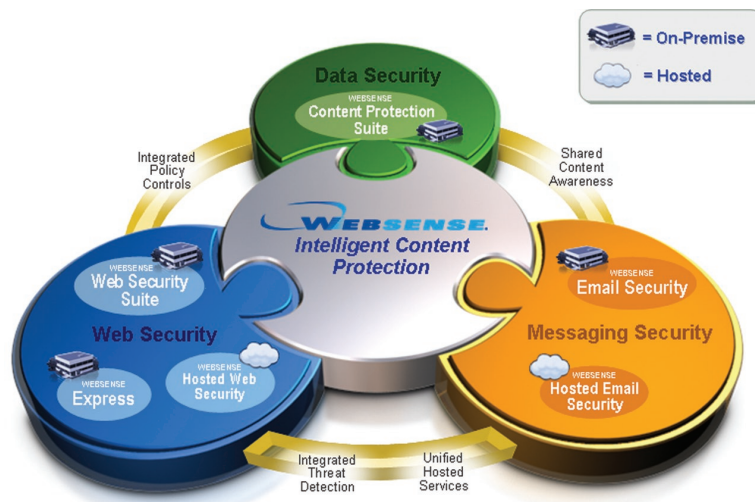 = On-Premise
= Hosted
Data Security
WEBSENSE
Content Protection
Suite
Integrated
Policy
Controls
Shared
Content
Awareness
WEBSENSE®
Intelligent Content
Protection
WEBSENSE
Web Security
Suite
Web Security
WEBSENSE
Express
WEBSENSE
Hosted Web
Security
WEBSENSE
Email Security
Messaging Security
WEBSENSE
Hosted Email
Security
Integrated
Threat
Detection
Unified
Hosted
Services